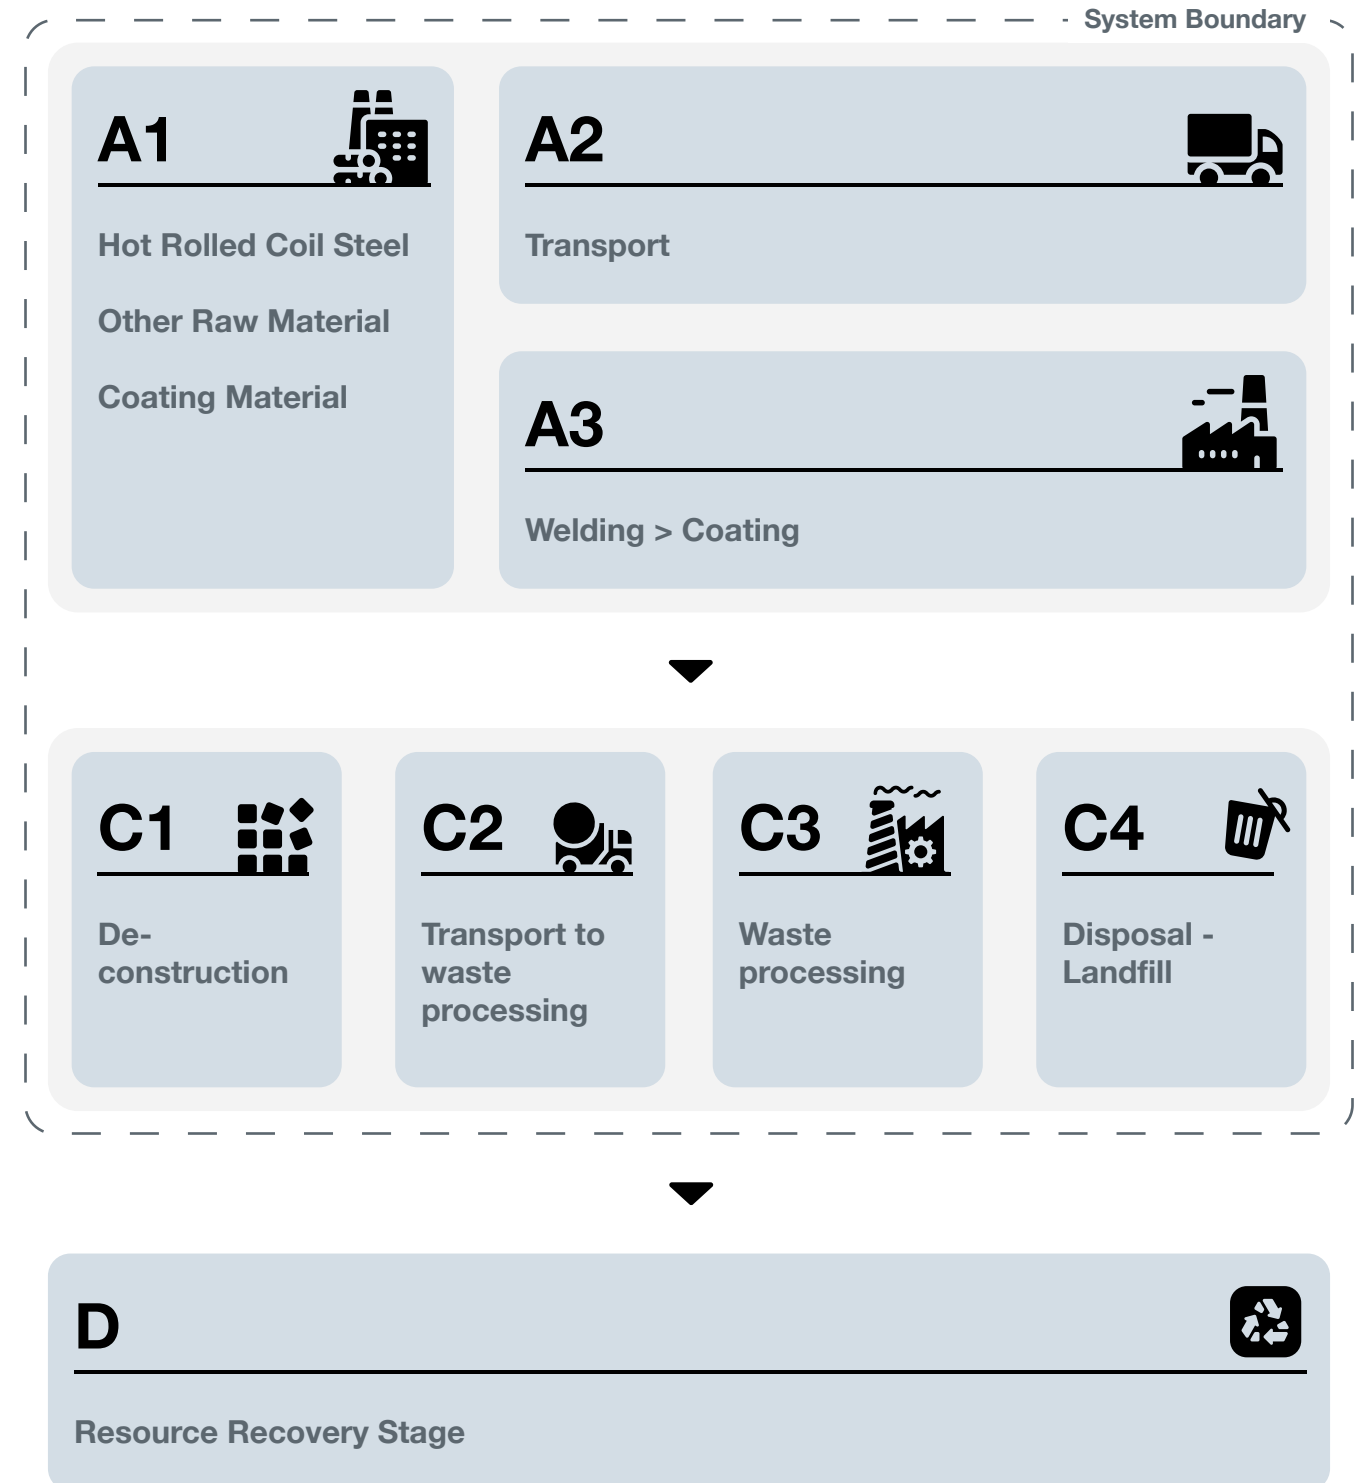 System Boundary
A1
Hot Rolled Coil Steel
Other Raw Material
Coating Material
A2
Transport
A3
Welding > Coating
C1
De-
construction
C2
Transport to
waste
processing
C3
Waste
processing
C4
Disposal -
Landfill
D
Resource Recovery Stage